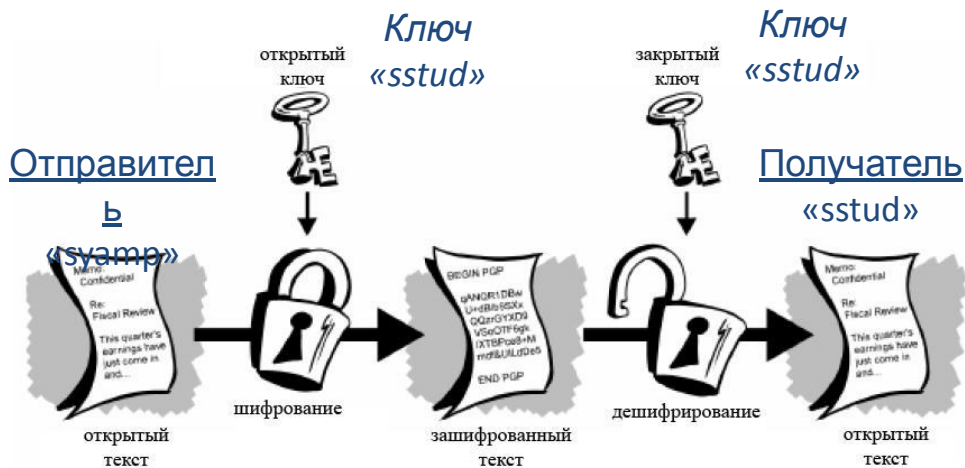 Ключ
«sstud»
Ключ
«sstud»
открытый
ключ
закрытый
ключ
Отправител
ь
«syamp»
Получатель
«sstud»
Memo:
Confidential
Re:
Fiscal Review
This quarter's
earnings have
just come in
and...
BEGIN PGP
END PGP
Memo:
Confidential
Re:
Fiscal Review
This quarter's
earnings have
just come in
and...
шифрование
дешифрирование
открытый
текст
зашифрованный
текст
открытый
текст